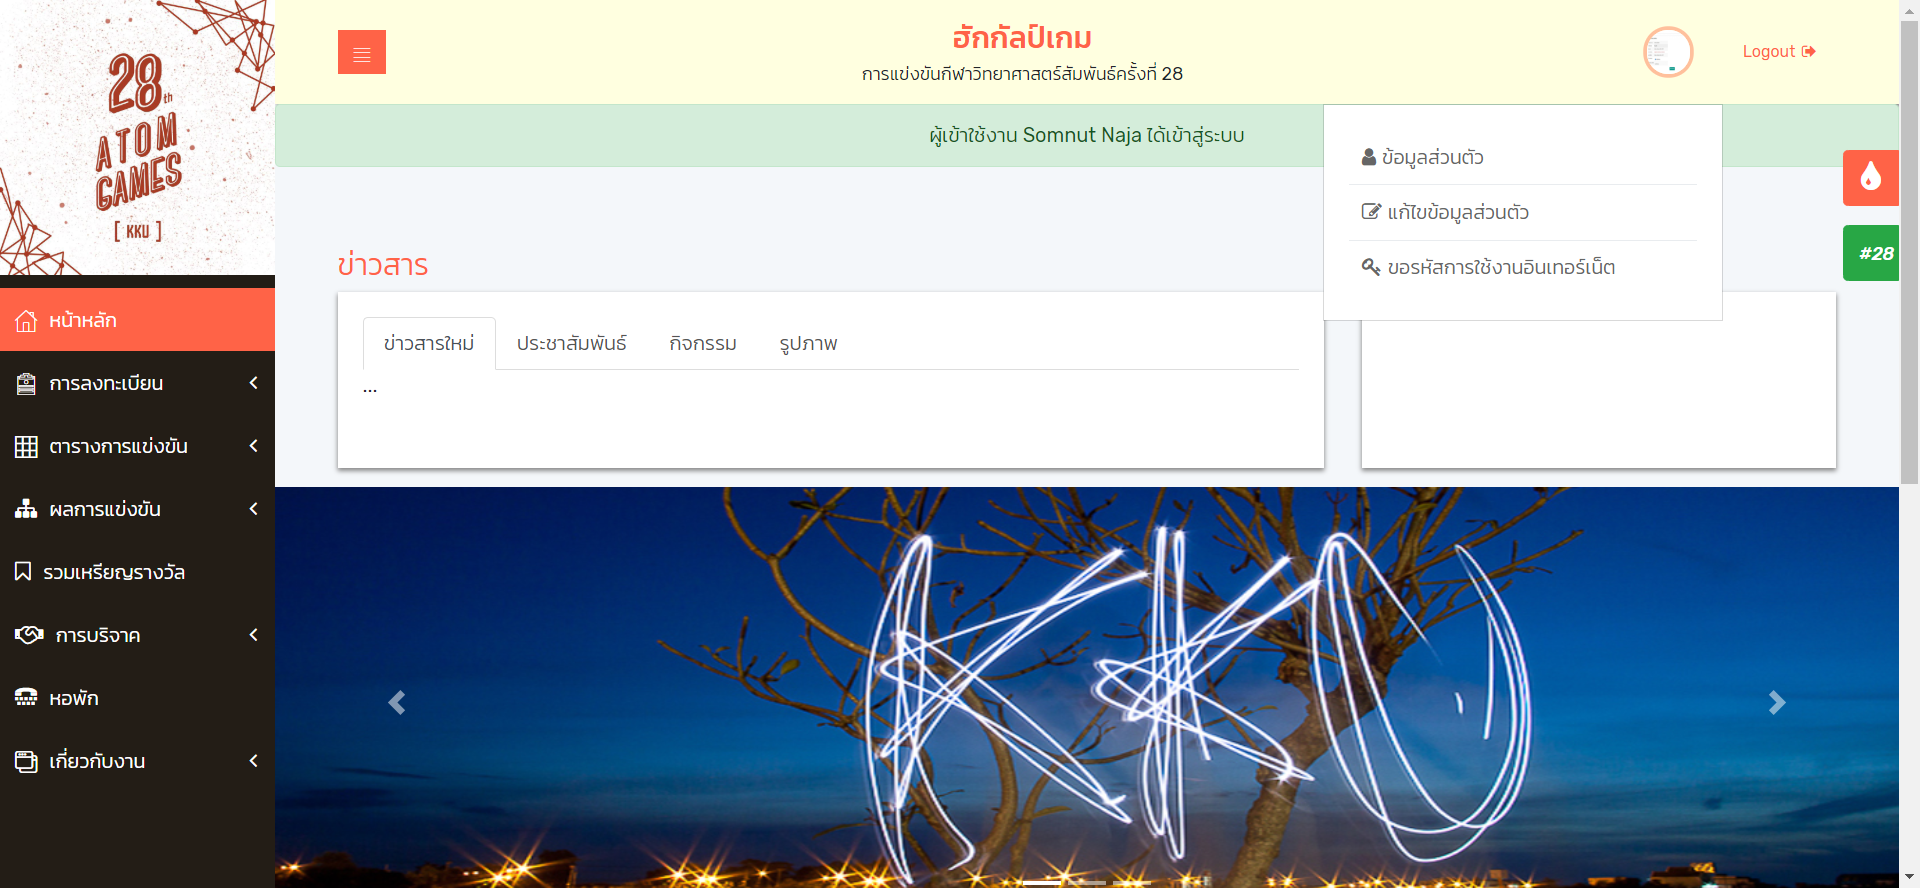 28th
ATOM
GAMES
[ KKU ]
ฮักกัลป์เกม
การแข่งขันกีฬาวิทยาศาสตร์สัมพันธ์ครั้งที่ 28
Logout
ผู้เข้าใช้งาน Somnut Naja ได้เข้าสู่ระบบ
ข้อมูลส่วนตัว
แก้ไขข้อมูลส่วนตัว
ขอรหัสการใช้งานอินเทอร์เน็ต
#28
หน้าหลัก
การลงทะเบียน
ตารางการแข่งขัน
ผลการแข่งขัน
รวมเหรียญรางวัล
การบริจาค
หอพัก
เกี่ยวกับงาน
ข่าวสาร
ข่าวสารใหม่ ประชาสัมพันธ์ กิจกรรม รูปภาพ
...
KKU